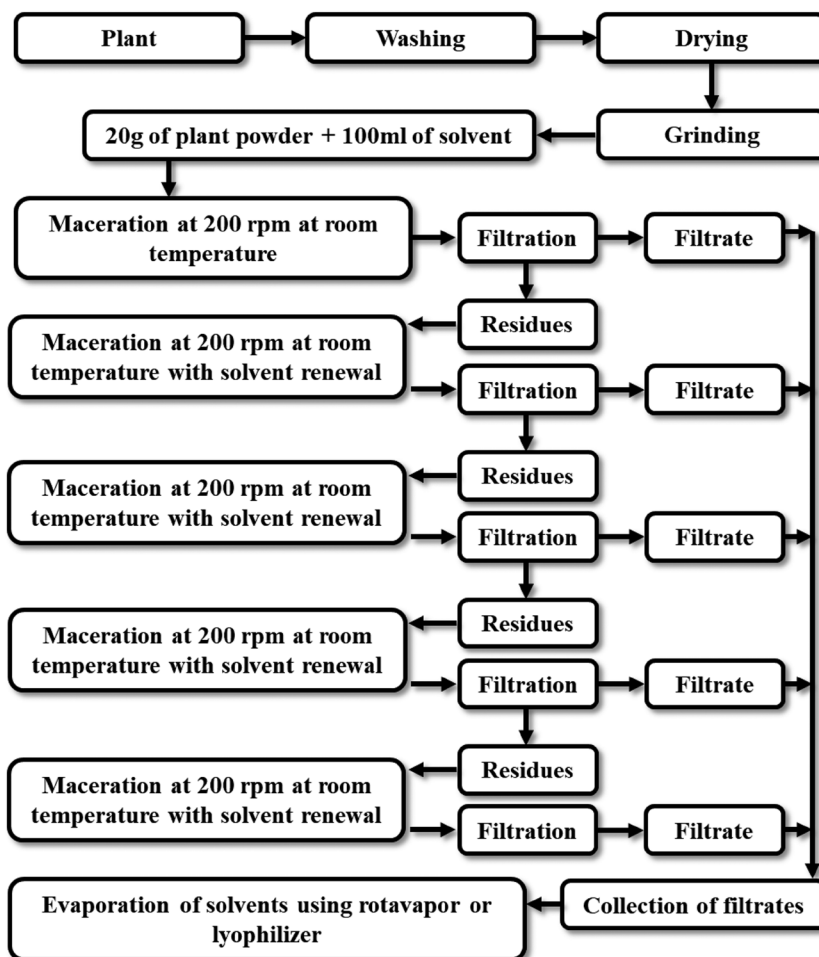 Plant
Washing
Drying
Grinding
20g of plant powder + 100ml of solvent
Maceration at 200 rpm at room
temperature
Filtration
Filtrate
Residues
Maceration at 200 rpm at room
temperature with solvent renewal
Filtration
Filtrate
Residues
Maceration at 200 rpm at room
temperature with solvent renewal
Filtration
Filtrate
Residues
Maceration at 200 rpm at room
temperature with solvent renewal
Filtration
Filtrate
Residues
Maceration at 200 rpm at room
temperature with solvent renewal
Filtration
Filtrate
Collection of filtrates
Evaporation of solvents using rotavapor or
lyophilizer